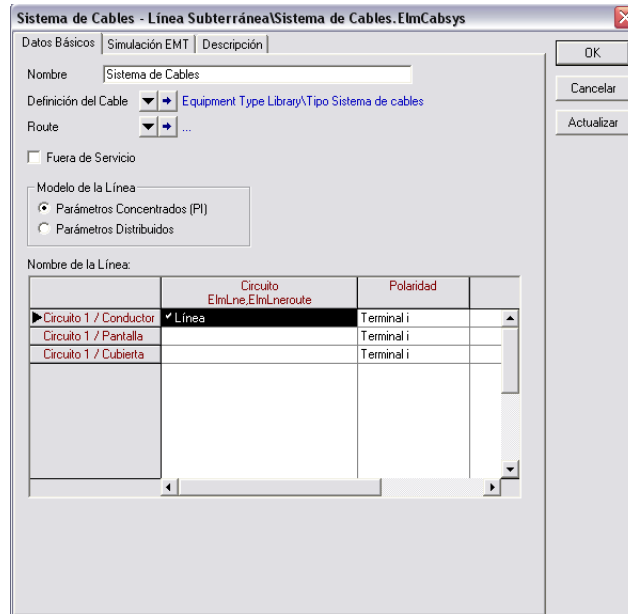 Sistema de Cables - Línea Subterránea\Sistema de Cables.ElmCabsys
Datos Básicos Simulación EMT Descripción
OK
Cancelar
Actualizar
Nombre Sistema de Cables
Definición del Cable Equipment Type Library\Tipo Sistema de cables
Route ...
Fuera de Servicio
Modelo de la Línea
Parámetros Concentrados (PI)
Parámetros Distribuidos
Nombre de la Línea:
Circuito Polaridad
ElmLne,ElmLneroute
Circuito 1 / Conductor Línea Terminal i
Circuito 1 / Pantalla Terminal i
Circuito 1 / Cubierta Terminal i